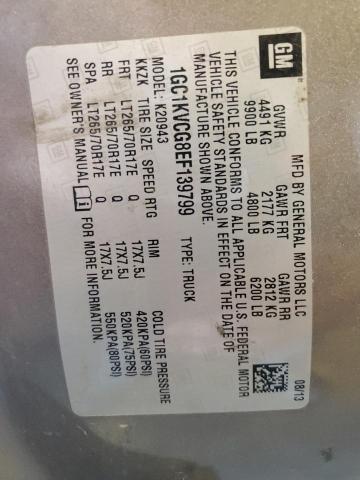 GM
MFD BY GENERAL MOTORS LLC
08/13
GVWR GAWR FRT GAWR RR
4491 KG 2177 KG 2812 KG
9900 LB 4800 LB 6200 LB
THIS VEHICLE CONFORMS TO ALL APPLICABLE U.S. FEDERAL MOTOR
VEHICLE SAFETY STANDARDS IN EFFECT ON THE DATE OF
MANUFACTURE SHOWN ABOVE.
1GC1KVCG8EF139799 TYPE: TRUCK
MODEL: K20943
KKZK TIRE SIZE SPEED RTG RIM COLD TIRE PRESSURE
FRT LT265/70R17E Q 17X7.5J 420KPA(60PSI)
RR LT265/70R17E Q 17X7.5J 520KPA(75PSI)
SPA LT265/70R17E Q 17X7.5J 550KPA(80PSI)
SEE OWNERS MANUAL i FOR MORE INFORMATION.